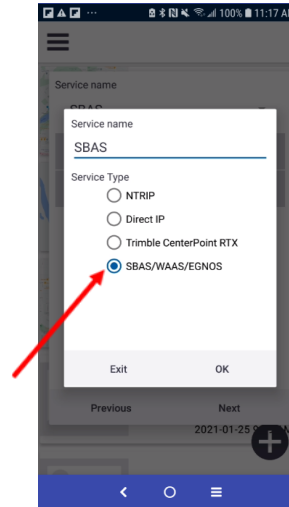 100% 11:17 AM
Service name
SBAS
Service name
SBAS
Service Type
NTRIP
Direct IP
Trimble CenterPoint RTX
SBAS/WAAS/EGNOS
Exit
OK
Previous
Next
2021-01-25